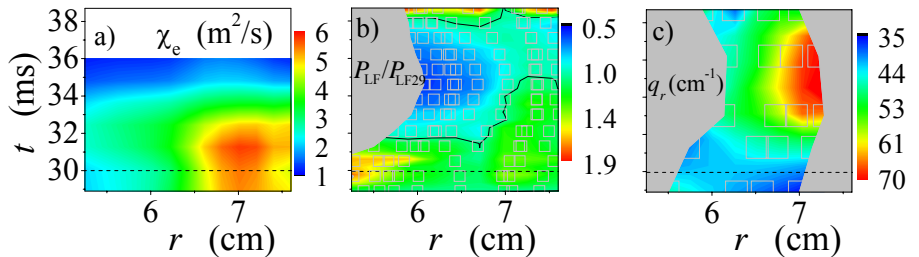 a) χe (m²/s)
38
36
34
32
30
t (ms)
6
5
4
3
2
1
6 7
r (cm)
b)
PLF/PLF29
0.5
1.0
1.4
1.9
6 7
r (cm)
c)
qr (cm⁻¹)
35
44
53
61
70
6 7
r (cm)